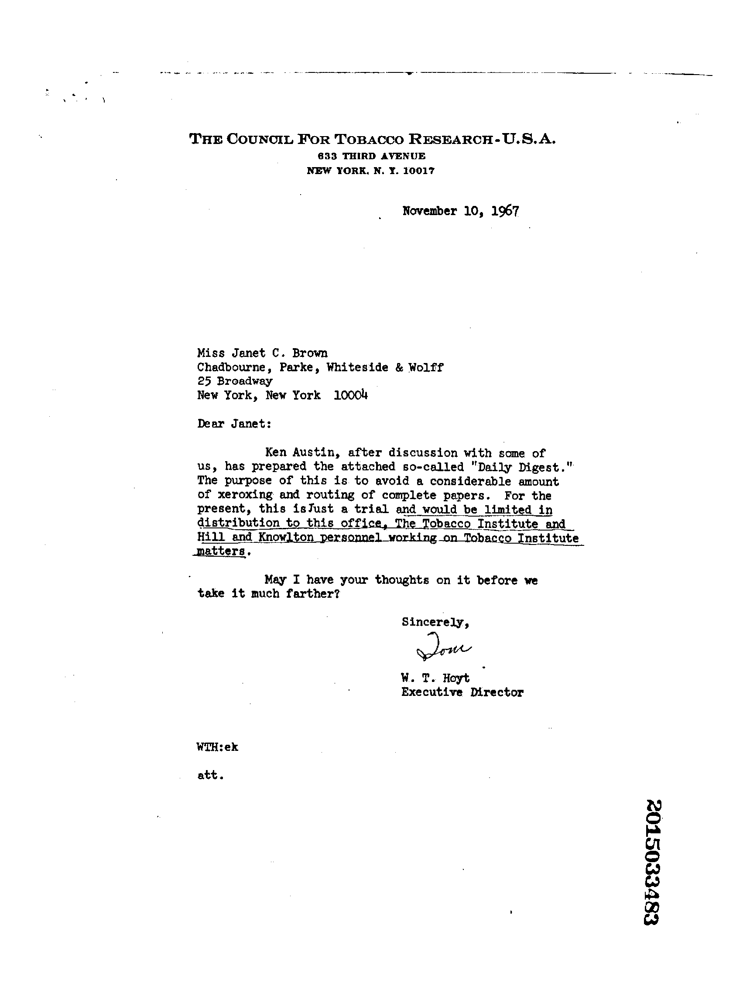 THE COUNCIL FOR TOBACCO RESEARCH-U.S.A.
633 THIRD AVENUE
NEW YORK, N. Y. 10017
November 10, 1967
Miss Janet C. Brown
Chadbourne, Parke, Whiteside & Wolff
25 Broadway
New York, New York 10004
Dear Janet:
Ken Austin, after discussion with some of
us, has prepared the attached so-called "Daily Digest."
The purpose of this is to avoid a considerable amount
of xeroxing and routing of complete papers. For the
present, this isJust a trial and would be limited in
distribution to this office, The Tobacco Institute and
Hill and Knowlton personnel working on Tobacco Institute
matters.
May I have your thoughts on it before we
take it much farther?
Sincerely,
Tom
W. T. Hoyt
Executive Director
WTH:ek
att.
2015033483